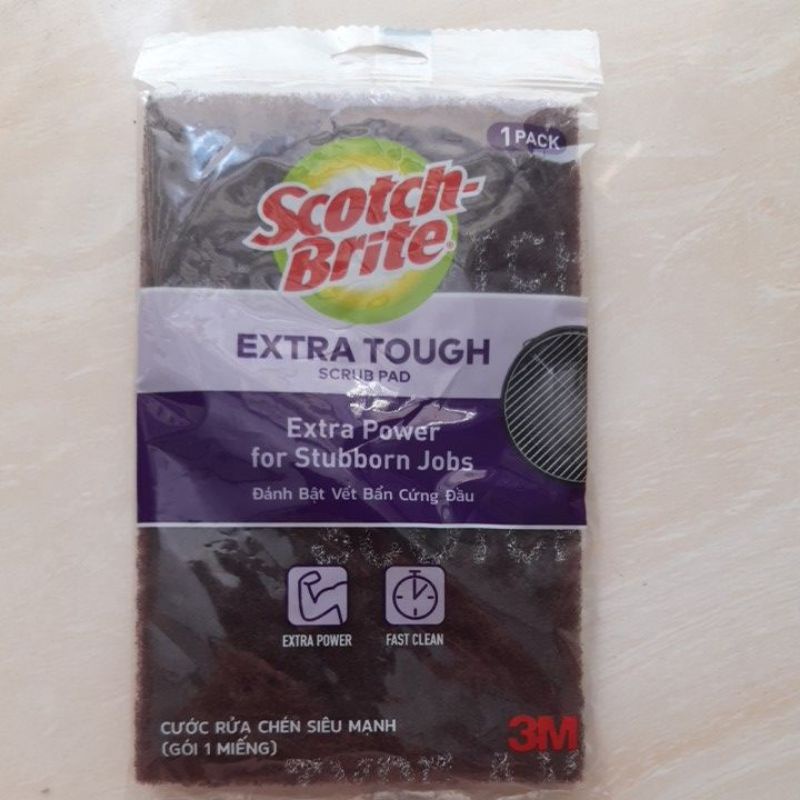 1 PACK
Scotch-
Brite
EXTRA TOUGH
SCRUB PAD
Extra Power
for Stubborn Jobs
Đánh Bật Vết Bẩn Cứng Đầu
EXTRA POWER
FAST CLEAN
CƯỚC RỬA CHÉN SIÊU MẠNH
(GÓI 1 MIẾNG)
3M